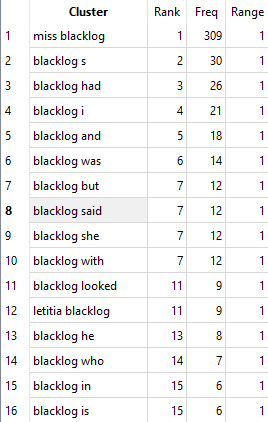 Cluster Rank Freq Range
1 miss blacklog 1 309 1
2 blacklog s 2 30 1
3 blacklog had 3 26 1
4 blacklog i 4 21 1
5 blacklog and 5 18 1
6 blacklog was 6 14 1
7 blacklog but 7 12 1
8 blacklog said 7 12 1
9 blacklog she 7 12 1
10 blacklog with 7 12 1
11 blacklog looked 11 9 1
12 letitia blacklog 11 9 1
13 blacklog he 13 8 1
14 blacklog who 14 7 1
15 blacklog in 15 6 1
16 blacklog is 15 6 1